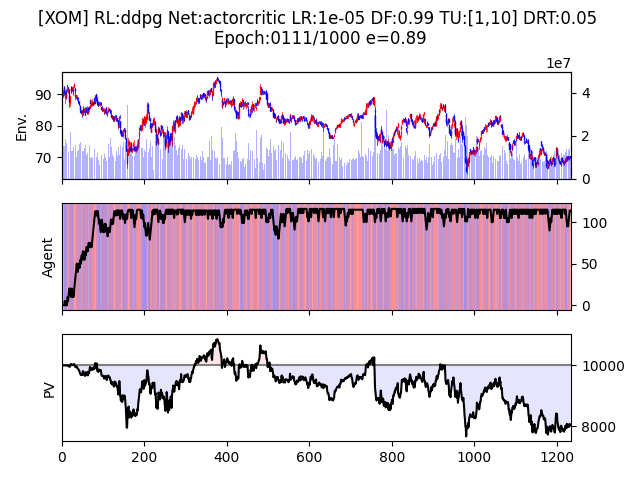 [XOM] RL:ddpg Net:actorcritic LR:1e-05 DF:0.99 TU:[1,10] DRT:0.05
Epoch:0111/1000 e=0.89
1e7
Env.
90
80
70
4
2
0
Agent
100
50
0
PV
10000
8000
0 200 400 600 800 1000 1200